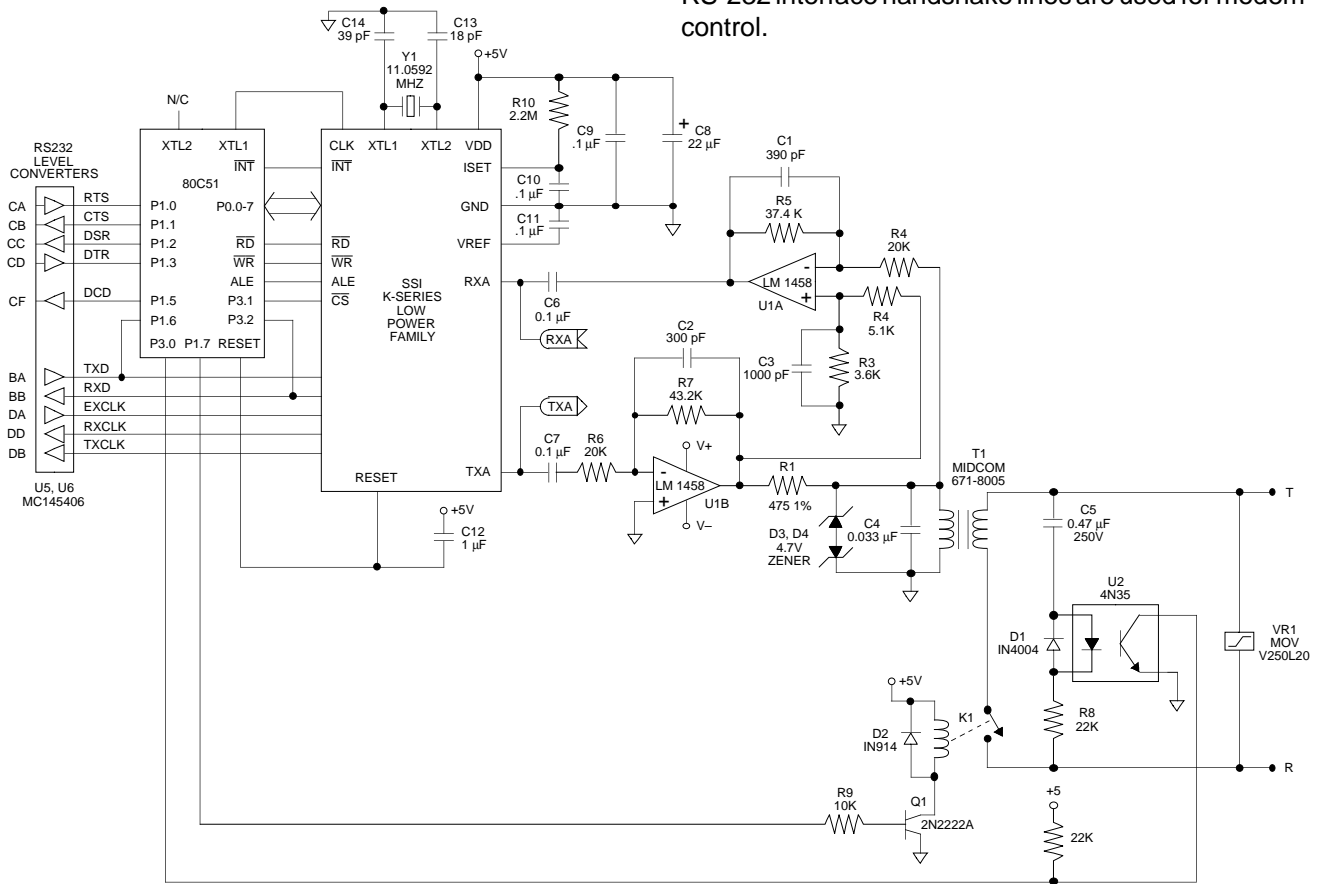 RS-232 interface handshake lines are used for modem
control.
C14
39 pF
C13
18 pF
Y1
11.0592
MHZ
+5V
N/C
R10
2.2M
C9
.1 µF
+
C8
22 µF
C1
390 pF
RS232
LEVEL
CONVERTERS
XTL2
XTL1
INT
80C51
P0.0-7
RD
WR
ALE
P3.1
P3.2
P1.0
P1.1
P1.2
P1.3
P1.5
P1.6
P3.0
P1.7
RESET
CLK
XTL1
XTL2
VDD
INT
ISET
GND
VREF
RXA
RD
WR
ALE
CS
SSI
K-SERIES
LOW
POWER
FAMILY
TXA
RESET
CA
RTS
CB
CTS
CC
DSR
CD
DTR
CF
DCD
BA
TXD
BB
RXD
DA
EXCLK
DD
RXCLK
DB
TXCLK
U5, U6
MC145406
C10
.1 µF
C11
.1 µF
R5
37.4 K
R4
20K
-
LM 1458
+
U1A
R4
5.1K
C6
0.1 µF
RXA
C2
300 pF
C3
1000 pF
R3
3.6K
R7
43.2K
TXA
C7
0.1 µF
R6
20K
V+
-
LM 1458
+
U1B
V–
R1
475 1%
T1
MIDCOM
671-8005
D3, D4
4.7V
ZENER
C4
0.033 µF
C5
0.47 µF
250V
T
+5V
C12
1 µF
U2
4N35
D1
IN4004
VR1
MOV
V250L20
+5V
D2
IN914
K1
R8
22K
R
R9
10K
Q1
2N2222A
+5
22K